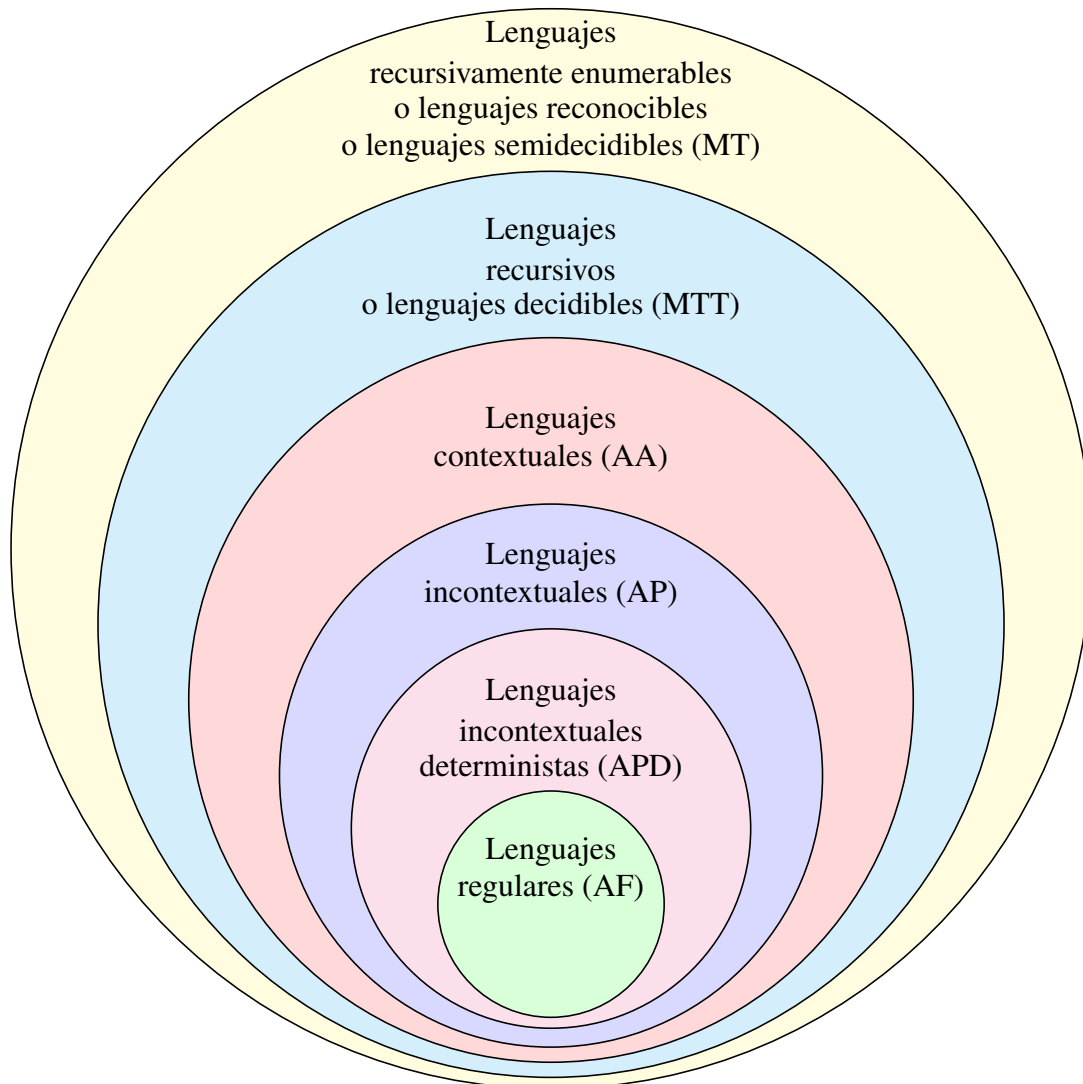 Lenguajes
recursivamente enumerables
o lenguajes reconocibles
o lenguajes semidecidibles (MT)
Lenguajes
recursivos
o lenguajes decidibles (MTT)
Lenguajes
contextuales (AA)
Lenguajes
incontextuales (AP)
Lenguajes
incontextuales
deterministas (APD)
Lenguajes
regulares (AF)